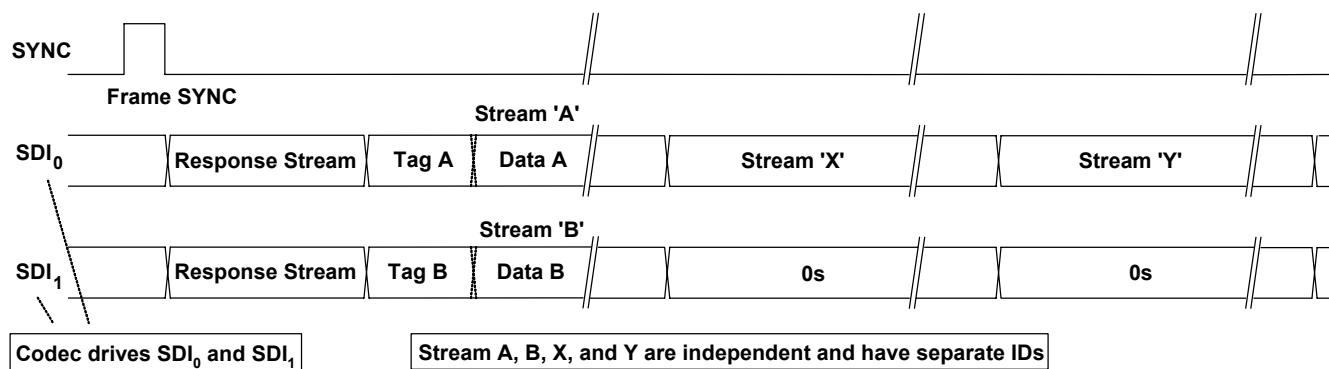 SYNC
Frame SYNC
Stream 'A'
SDI0 Response Stream Tag A Data A Stream 'X' Stream 'Y'
Stream 'B'
SDI1 Response Stream Tag B Data B 0s 0s
Codec drives SDI0 and SDI1
Stream A, B, X, and Y are independent and have separate IDs